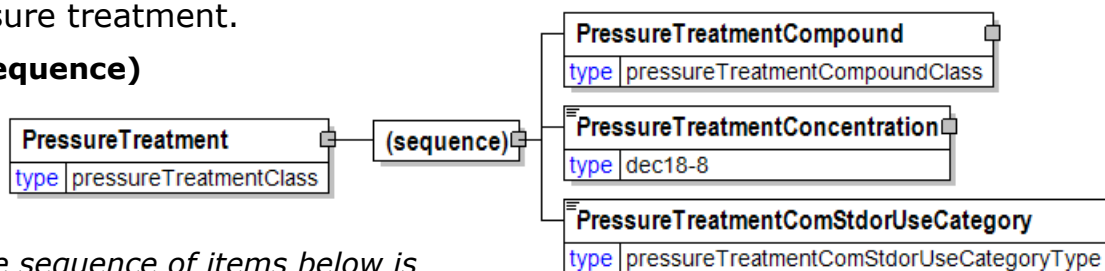 sure treatment.
equence)
PressureTreatment
type pressureTreatmentClass
(sequence)
PressureTreatmentCompound
type pressureTreatmentCompoundClass
PressureTreatmentConcentration
type dec18-8
PressureTreatmentComStdorUseCategory
type pressureTreatmentComStdorUseCategoryType
e sequence of items below is